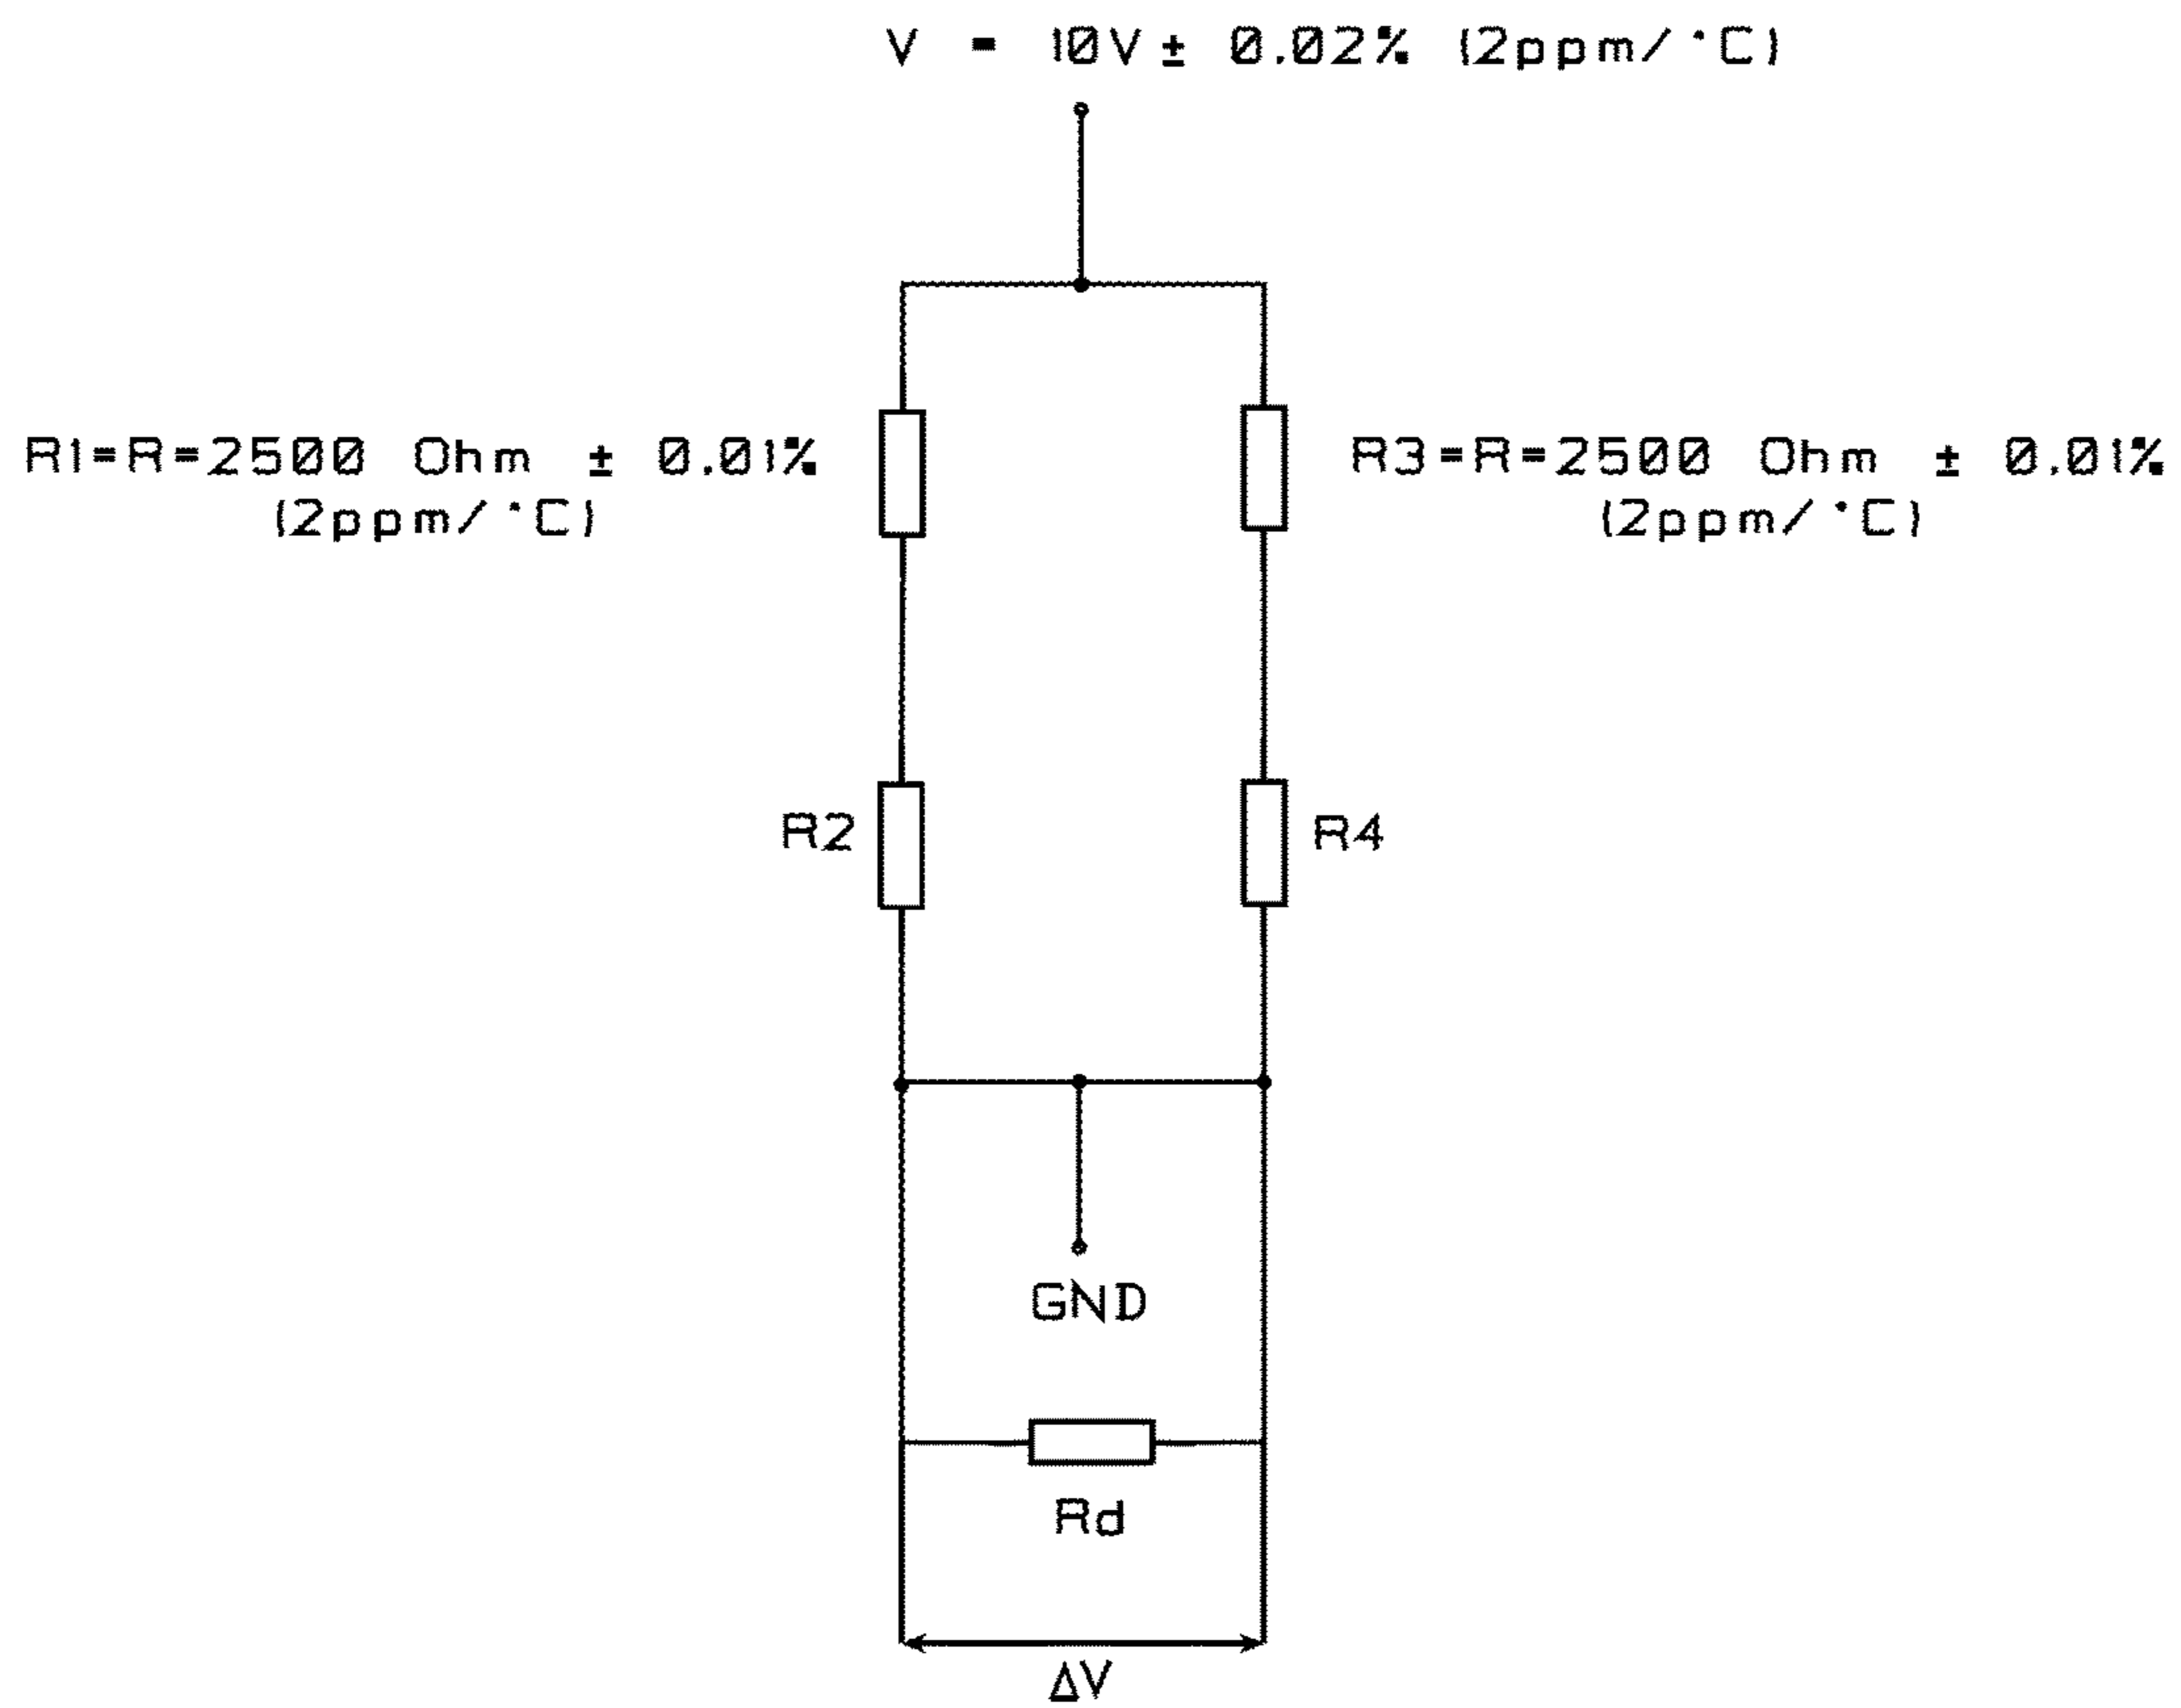 V = 10V± 0.02% (2ppm/°C)
R1=R=2500 Ohm ± 0.01%
(2ppm/°C)
R3=R=2500 Ohm ± 0.01%
(2ppm/°C)
R2
R4
GND
Rd
ΔV